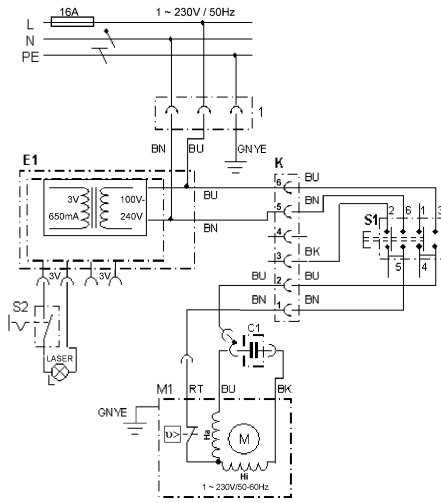 L 16A 1 ~ 230V / 50Hz
N
PE
1
BN BU GNYE
E1 K
3V 100V-
650mA 240V
BU 6 BU
BN 5 BN
4
3 BK
BU 2 BU
BN 1 BN
2 6 1 3
S1
5 4
3V 3V
S2
LASER
C1
M1 RT BU BK
GNYE
υ> Ha M
Hi
1 ~ 230V/50-60Hz